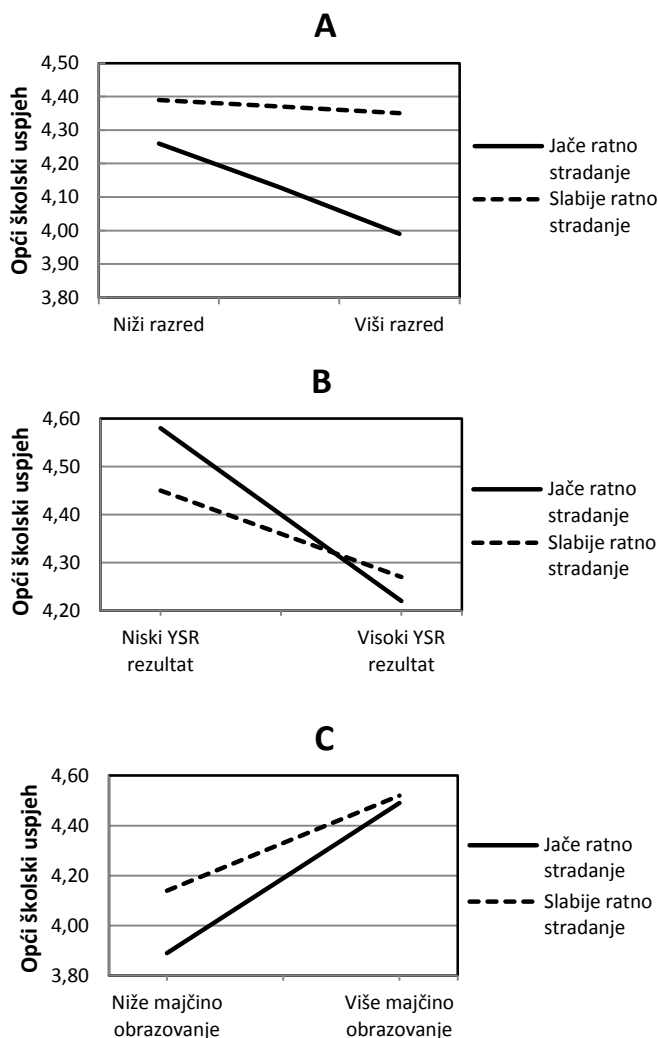 A
Opći školski uspjeh
4,50
4,40
4,30
4,20
4,10
4,00
3,90
3,80
Niži razred
Viši razred
Jače ratno
stradanje
Slabije ratno
stradanje
B
Opći školski uspjeh
4,60
4,50
4,40
4,30
4,20
Niski YSR
rezultat
Visoki YSR
rezultat
Jače ratno
stradanje
Slabije ratno
stradanje
C
Opći školski uspjeh
4,60
4,40
4,20
4,00
3,80
Niže majčino
obrazovanje
Više majčino
obrazovanje
Jače ratno
stradanje
Slabije ratno
stradanje